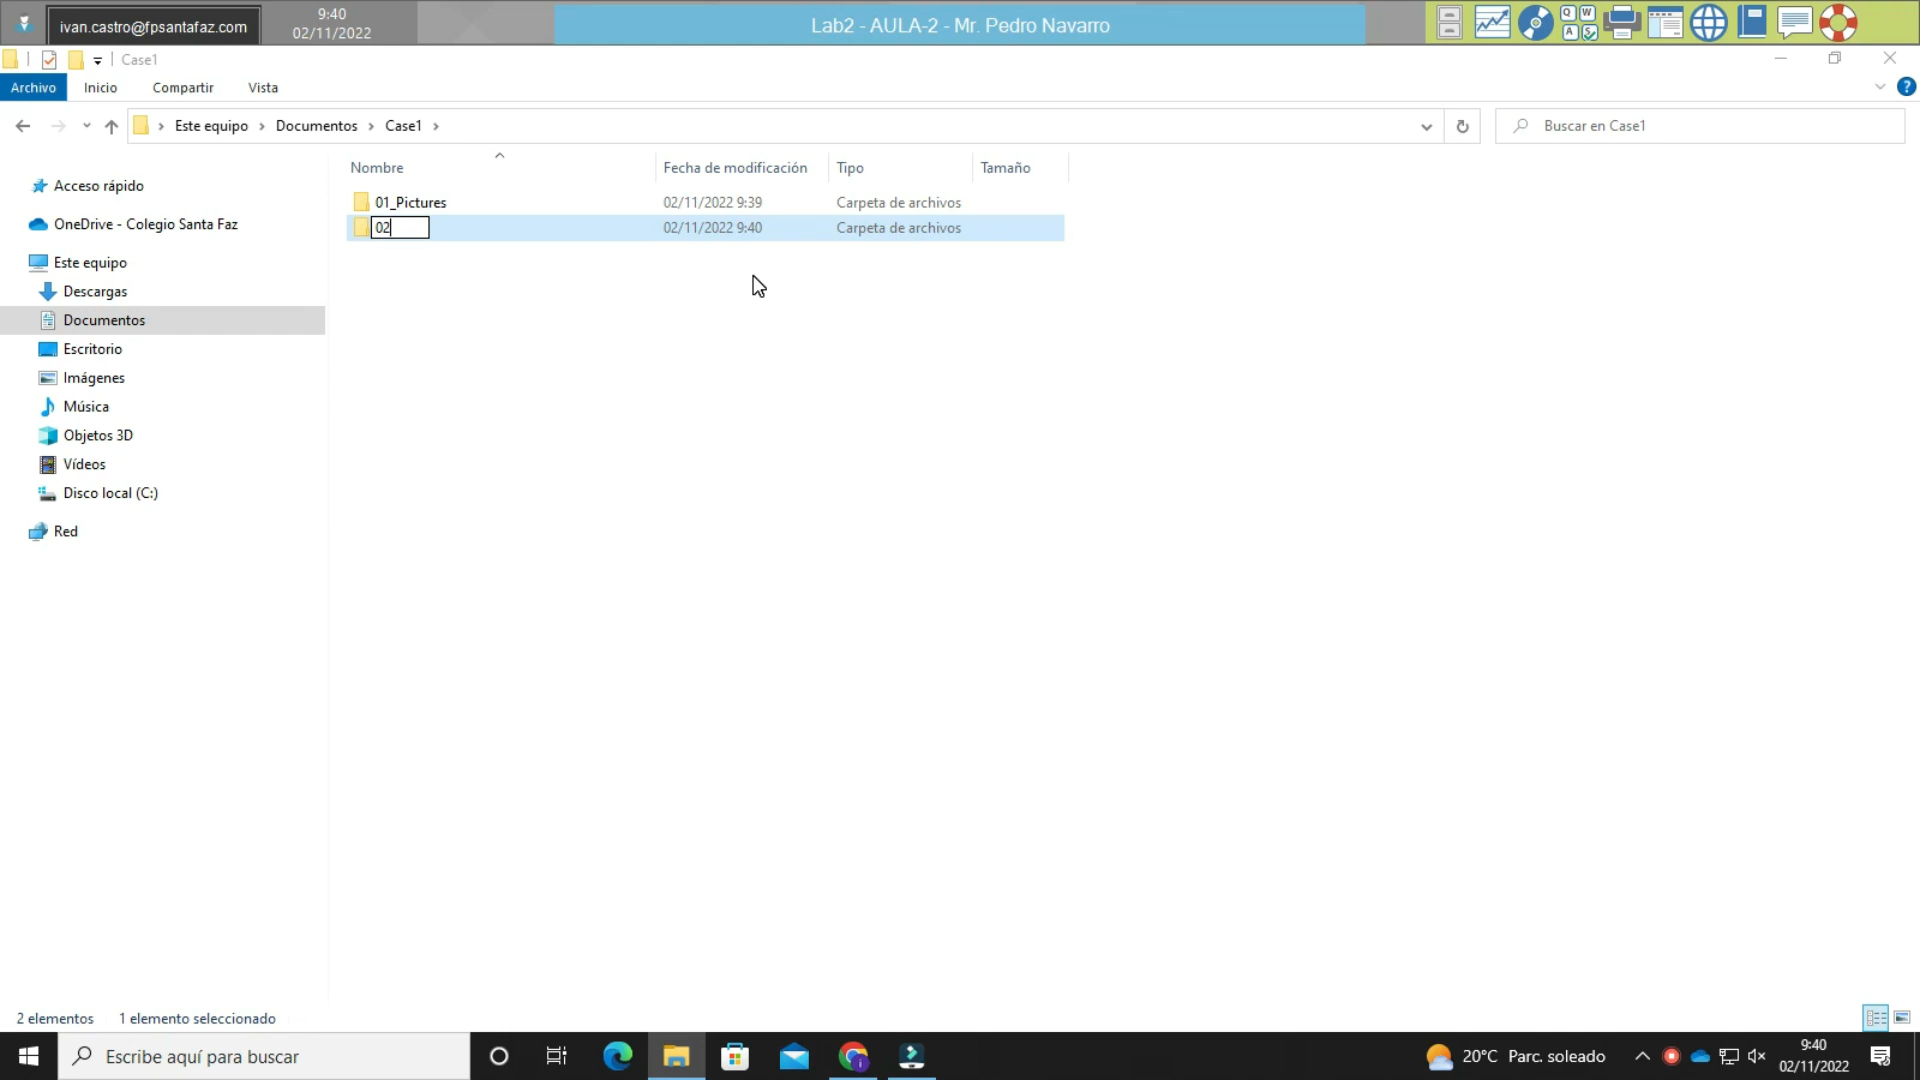 ivan.castro@fpsantafaz.com
9:40
02/11/2022
Lab2 - AULA-2 - Mr. Pedro Navarro
Q W
A S
Case1
Archivo Inicio Compartir Vista
?
Este equipo Documentos Case1
Buscar en Case1
Nombre Fecha de modificación Tipo Tamaño
01_Pictures 02/11/2022 9:39 Carpeta de archivos
02 02/11/2022 9:40 Carpeta de archivos
Acceso rápido
OneDrive - Colegio Santa Faz
Este equipo
Descargas
Documentos
Escritorio
Imágenes
Música
Objetos 3D
Vídeos
Disco local (C:)
Red
2 elementos 1 elemento seleccionado
Escribe aquí para buscar
i
20°C Parc. soleado
9:40
02/11/2022